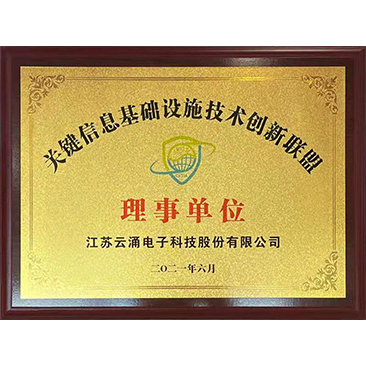 关键信息基础设施技术创新联盟
理事单位
江苏云涌电子科技股份有限公司
二〇二一年六月